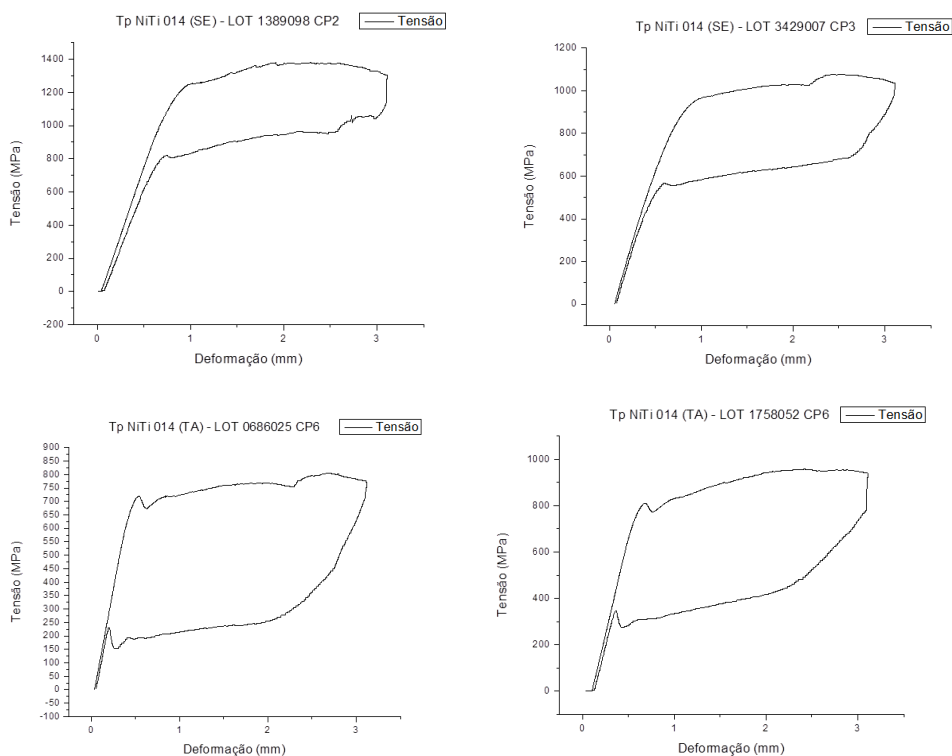 Tp NiTi 014 (SE) - LOT 1389098 CP2
Tensão
1400
1200
1000
800
600
400
200
0
-200
Tensão (MPa)
0 1 2 3
Deformação (mm)
Tp NiTi 014 (SE) - LOT 3429007 CP3
Tensão
1200
1000
800
600
400
200
0
Tensão (MPa)
0 1 2 3
Deformação (mm)
Tp NiTi 014 (TA) - LOT 0686025 CP6
Tensão
900
850
800
750
700
650
600
550
500
450
400
350
300
250
200
150
100
50
0
-50
-100
Tensão (MPa)
0 1 2 3
Deformação (mm)
Tp NiTi 014 (TA) - LOT 1758052 CP6
Tensão
1000
800
600
400
200
0
Tensão (MPa)
0 1 2 3
Deformação (mm)